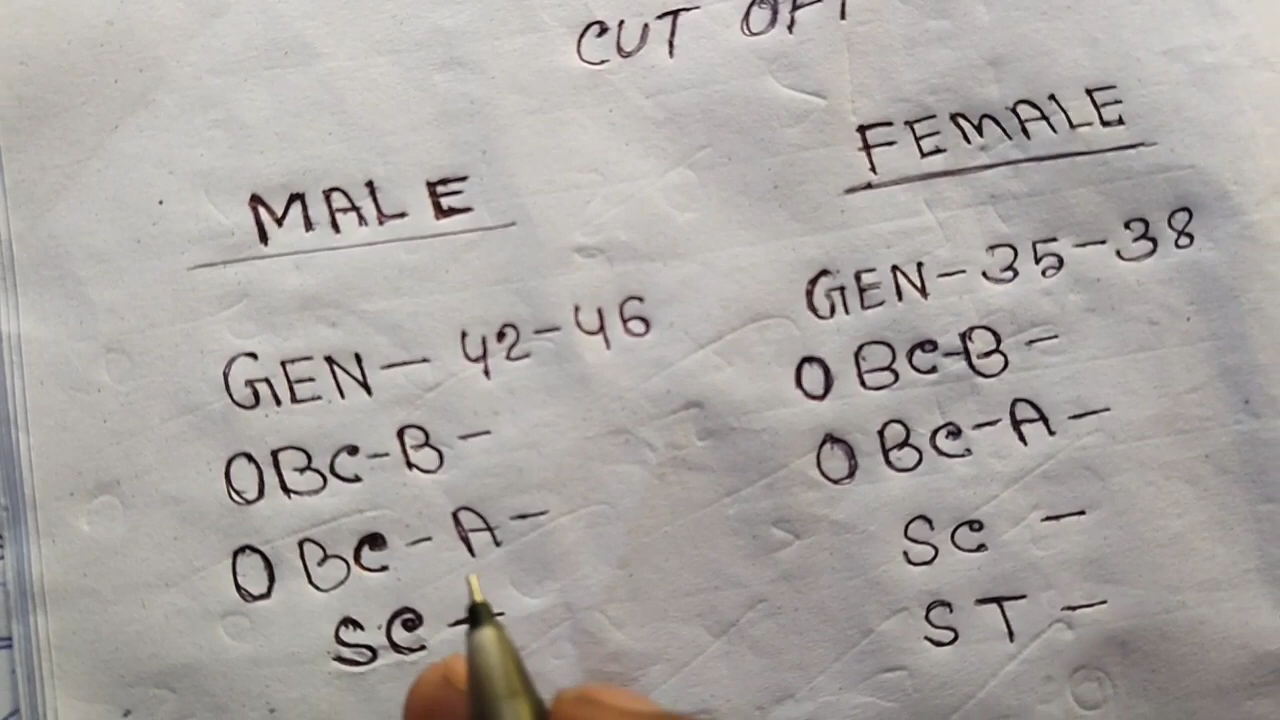 CUT OFF
MALE
GEN - 42-46
OBC-B -
OBC-A -
SC -
FEMALE
GEN - 35-38
OBC-B -
OBC-A -
SC -
ST -